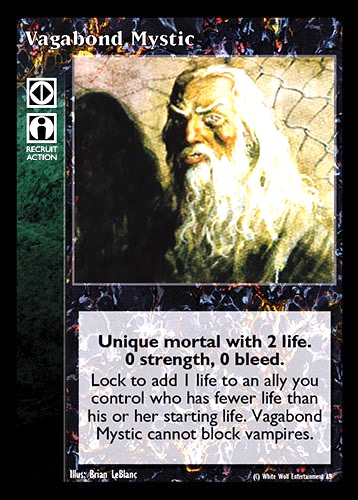 Vagabond Mystic
RECRUIT
ACTION
Unique mortal with 2 life.
0 strength, 0 bleed.
Lock to add 1 life to an ally you
control who has fewer life than
his or her starting life. Vagabond
Mystic cannot block vampires.
Illus: Brian LeBlanc
(C) White Wolf Entertainment AB